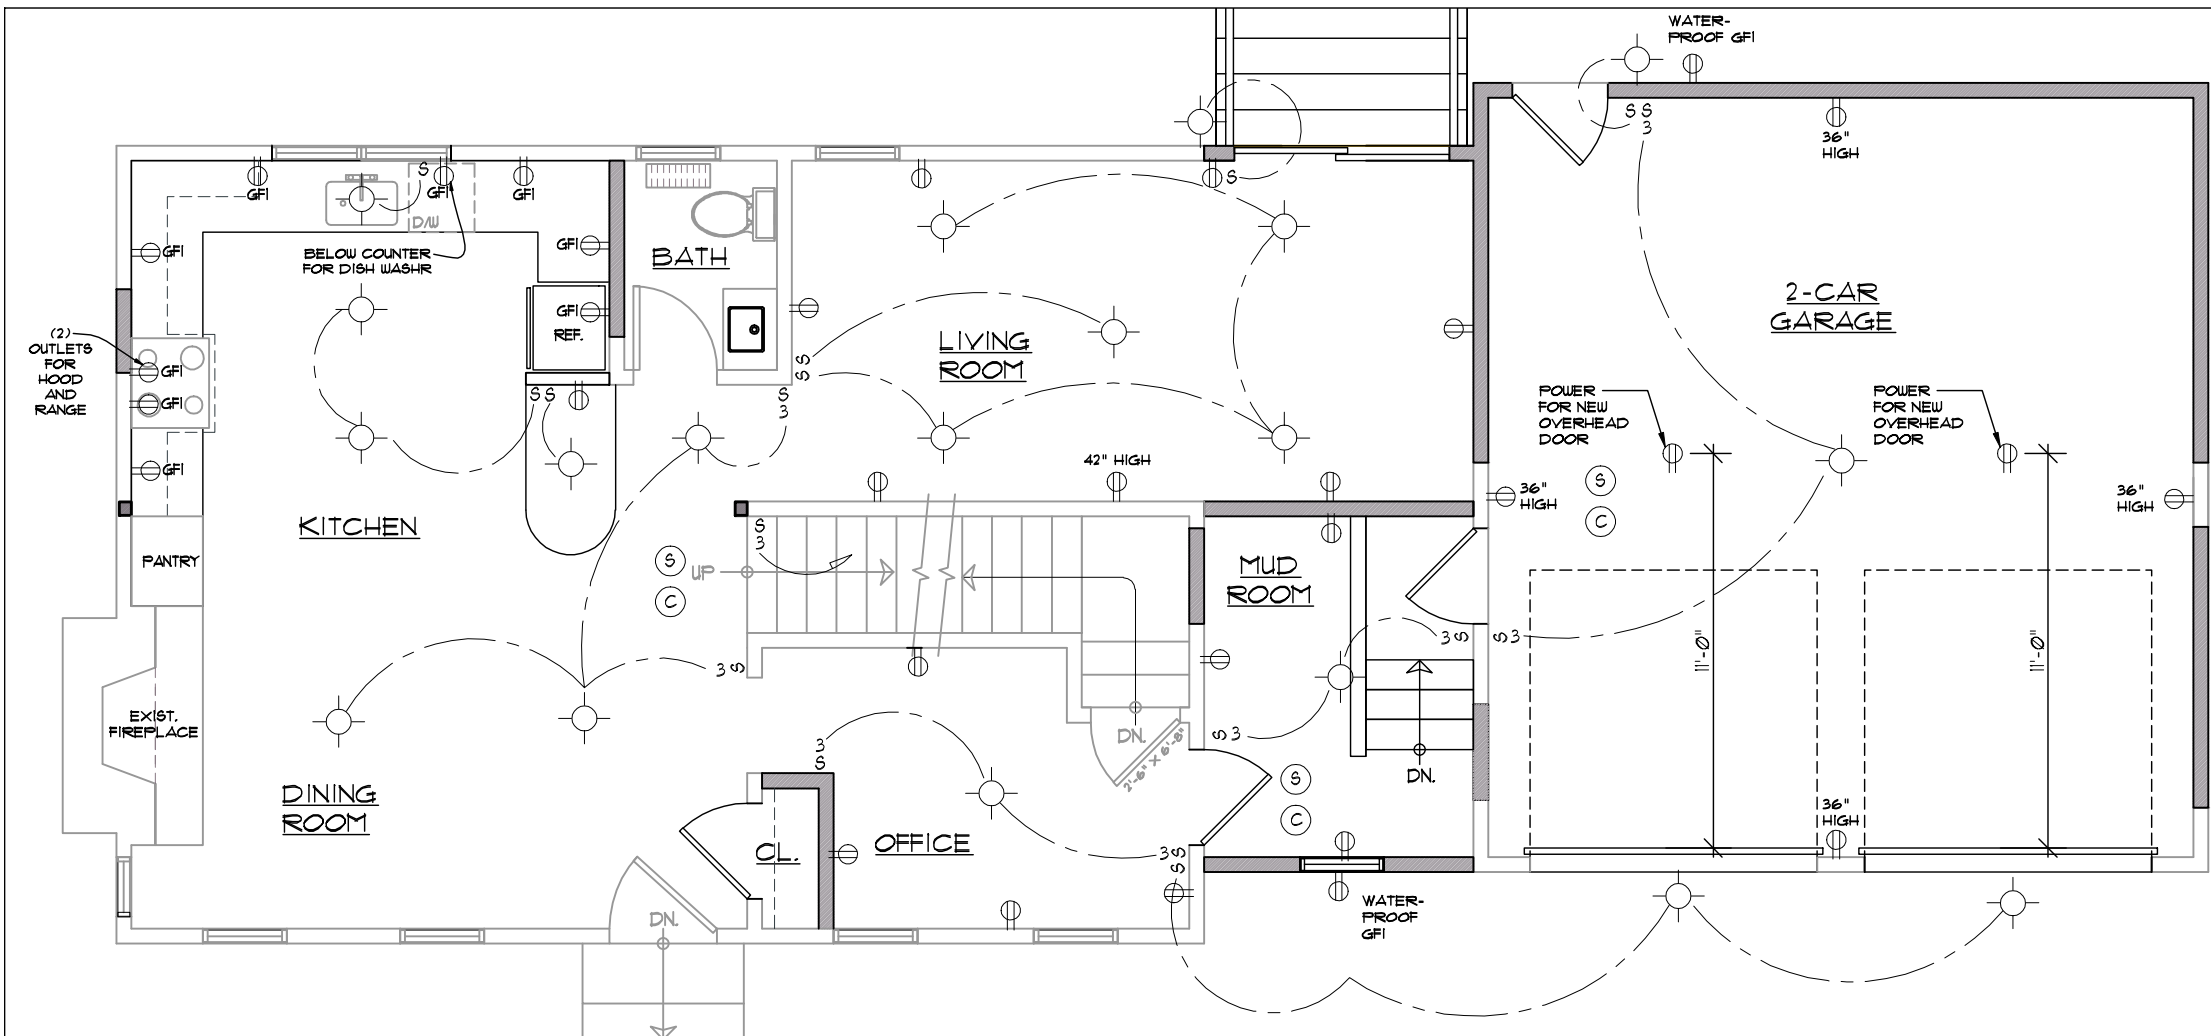 WATER-
PROOF GFI
S S
3
36"
HIGH
S
GFI
GFI
GFI
D/W
S
BELOW COUNTER
FOR DISH WASHR
GFI
GFI
BATH
GFI
REF.
2-CAR
GARAGE
(2)
OUTLETS
FOR
HOOD
AND
RANGE
GFI
GFI
GFI
LIVING
ROOM
S
S
S S
S
3
POWER
FOR NEW
OVERHEAD
DOOR
POWER
FOR NEW
OVERHEAD
DOOR
42" HIGH
36"
HIGH
S
C
36"
HIGH
KITCHEN
PANTRY
S
3
S
C
UP
MUD
ROOM
3 S
S 3
11'-0"
11'-0"
3 S
EXIST.
FIREPLACE
DINING
ROOM
3
S
DN.
2'-6" X 6'-8"
S 3
S
C
DN.
36"
HIGH
CL.
OFFICE
3 S
S
S
DN.
WATER-
PROOF
GFI